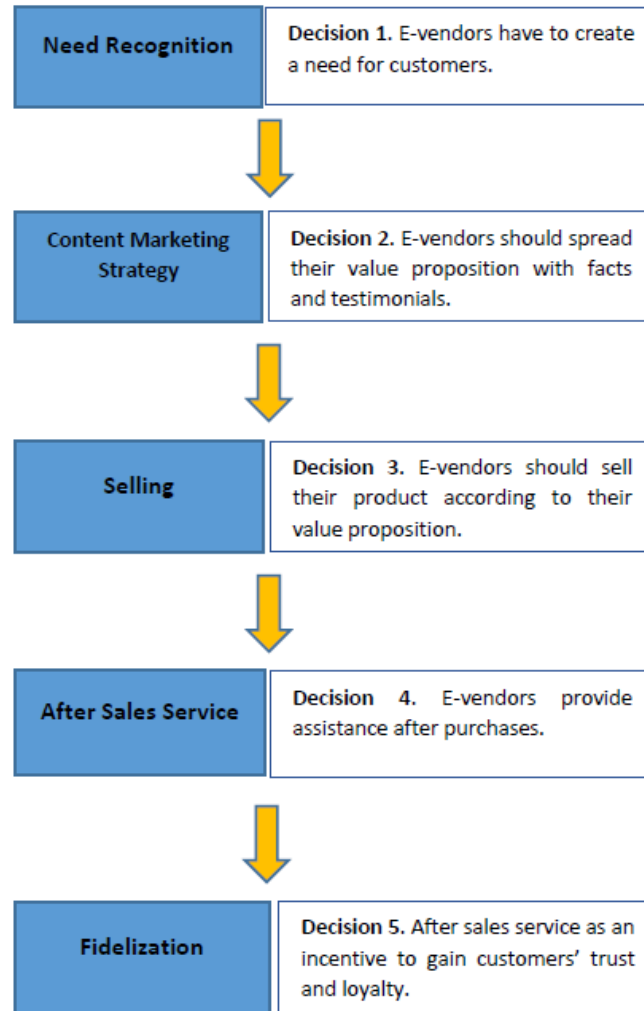 Need Recognition
Decision 1. E-vendors have to create
a need for customers.
Content Marketing
Strategy
Decision 2. E-vendors should spread
their value proposition with facts
and testimonials.
Selling
Decision 3. E-vendors should sell
their product according to their
value proposition.
After Sales Service
Decision 4. E-vendors provide
assistance after purchases.
Fidelization
Decision 5. After sales service as an
incentive to gain customers’ trust
and loyalty.